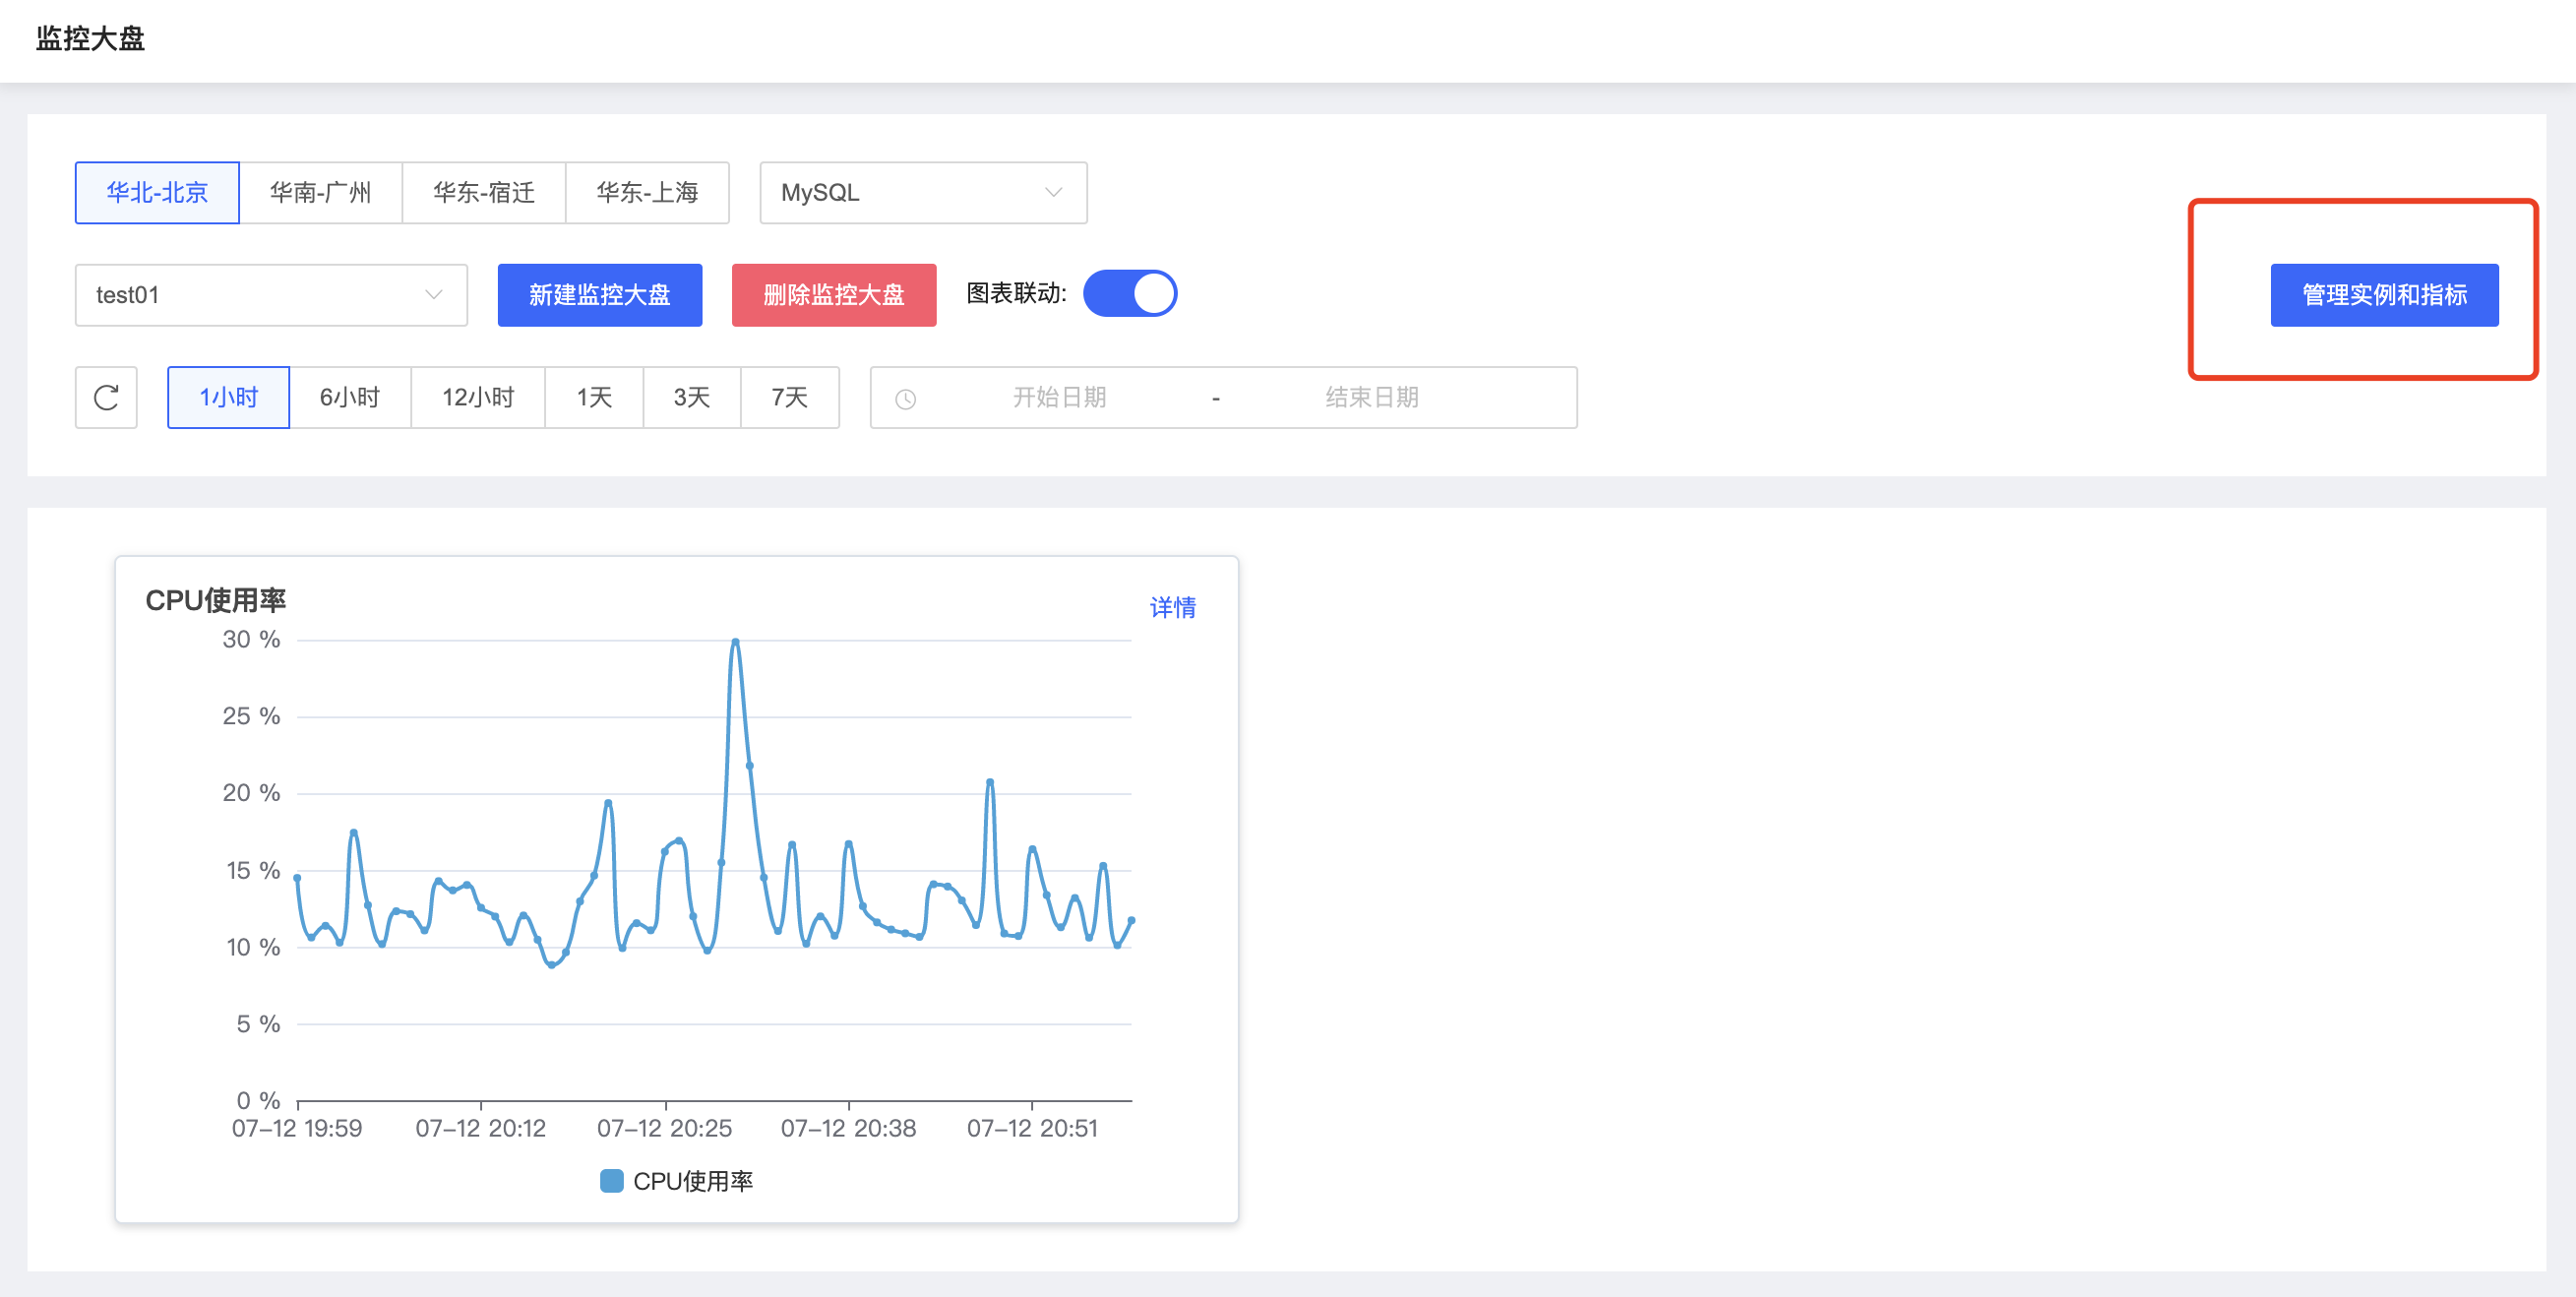 监控大盘
华北-北京 华南-广州 华东-宿迁 华东-上海 MySQL
test01 新建监控大盘 删除监控大盘 图表联动: 管理实例和指标
1小时 6小时 12小时 1天 3天 7天 开始日期 - 结束日期
CPU使用率 详情
30 %
25 %
20 %
15 %
10 %
5 %
0 %
07-12 19:59 07-12 20:12 07-12 20:25 07-12 20:38 07-12 20:51
CPU使用率